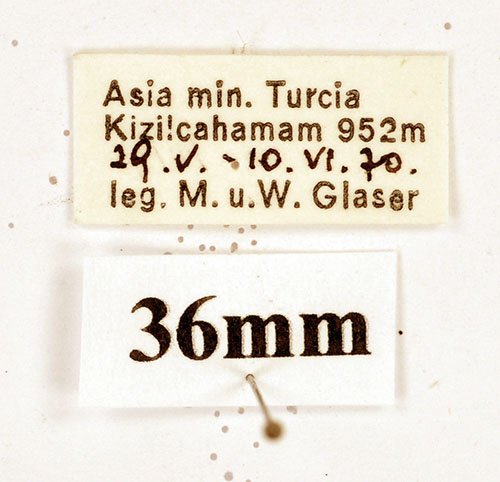 Asia min. Turcia
Kizilcahamam 952m
29.V.-10.VI.70.
leg. M.u.W. Glaser
36mm